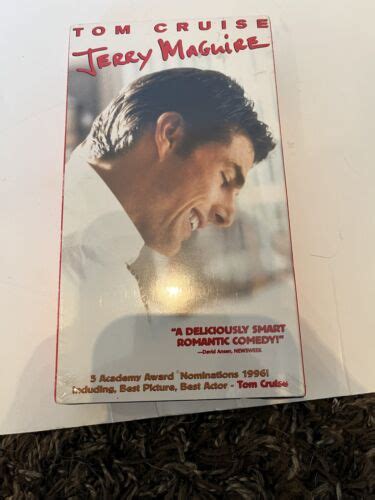 TOM CRUISE
JERRY MAGUIRE
"A DELICIOUSLY SMART
ROMANTIC COMEDY!"
—David Ansen, NEWSWEEK
5 Academy Award Nominations 1996!
Including, Best Picture, Best Actor - Tom Cruise